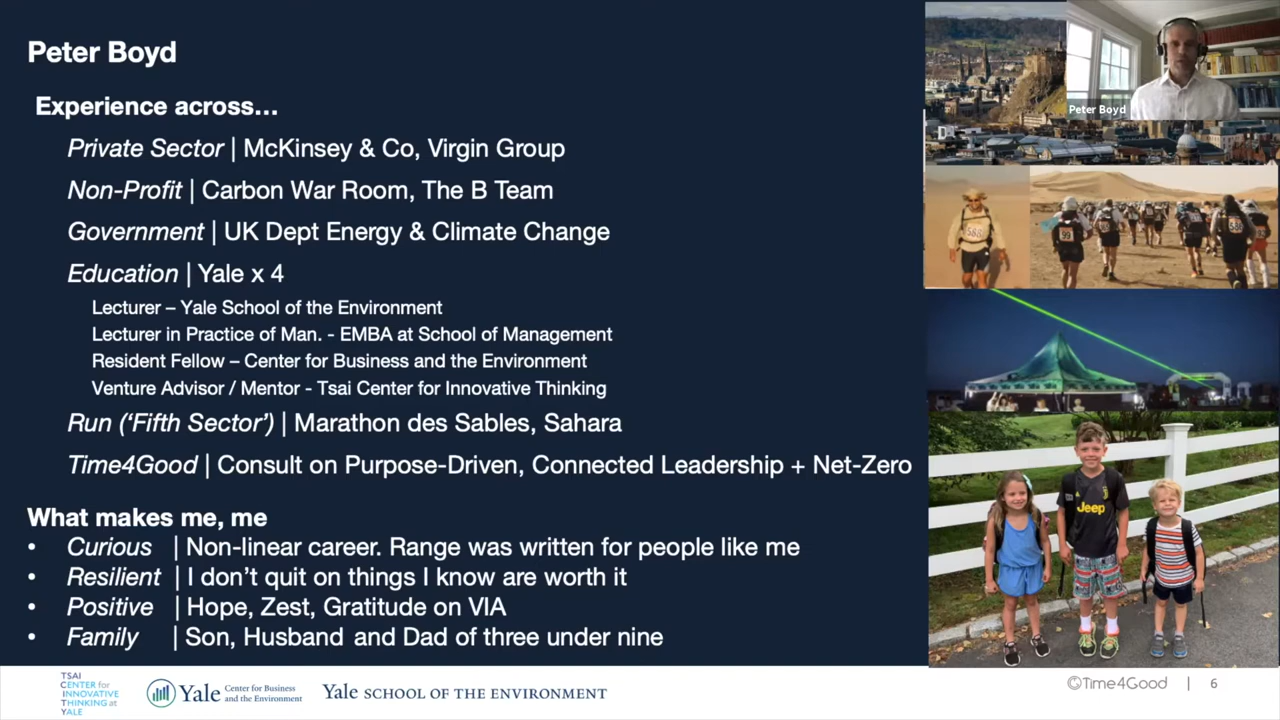 Peter Boyd
Experience across...
Private Sector | McKinsey & Co, Virgin Group
Non-Profit | Carbon War Room, The B Team
Government | UK Dept Energy & Climate Change
Education | Yale x 4
Lecturer – Yale School of the Environment
Lecturer in Practice of Man. - EMBA at School of Management
Resident Fellow – Center for Business and the Environment
Venture Advisor / Mentor - Tsai Center for Innovative Thinking
Run (‘Fifth Sector’) | Marathon des Sables, Sahara
Time4Good | Consult on Purpose-Driven, Connected Leadership + Net-Zero
What makes me, me
• Curious | Non-linear career. Range was written for people like me
• Resilient | I don’t quit on things I know are worth it
• Positive | Hope, Zest, Gratitude on VIA
• Family | Son, Husband and Dad of three under nine
Peter Boyd
99
Jeep
TSAI
CENTER for
INNOVATIVE
THINKING at
YALE
Yale Center for Business
and the Environment
Yale SCHOOL OF THE ENVIRONMENT
©Time4Good | 6